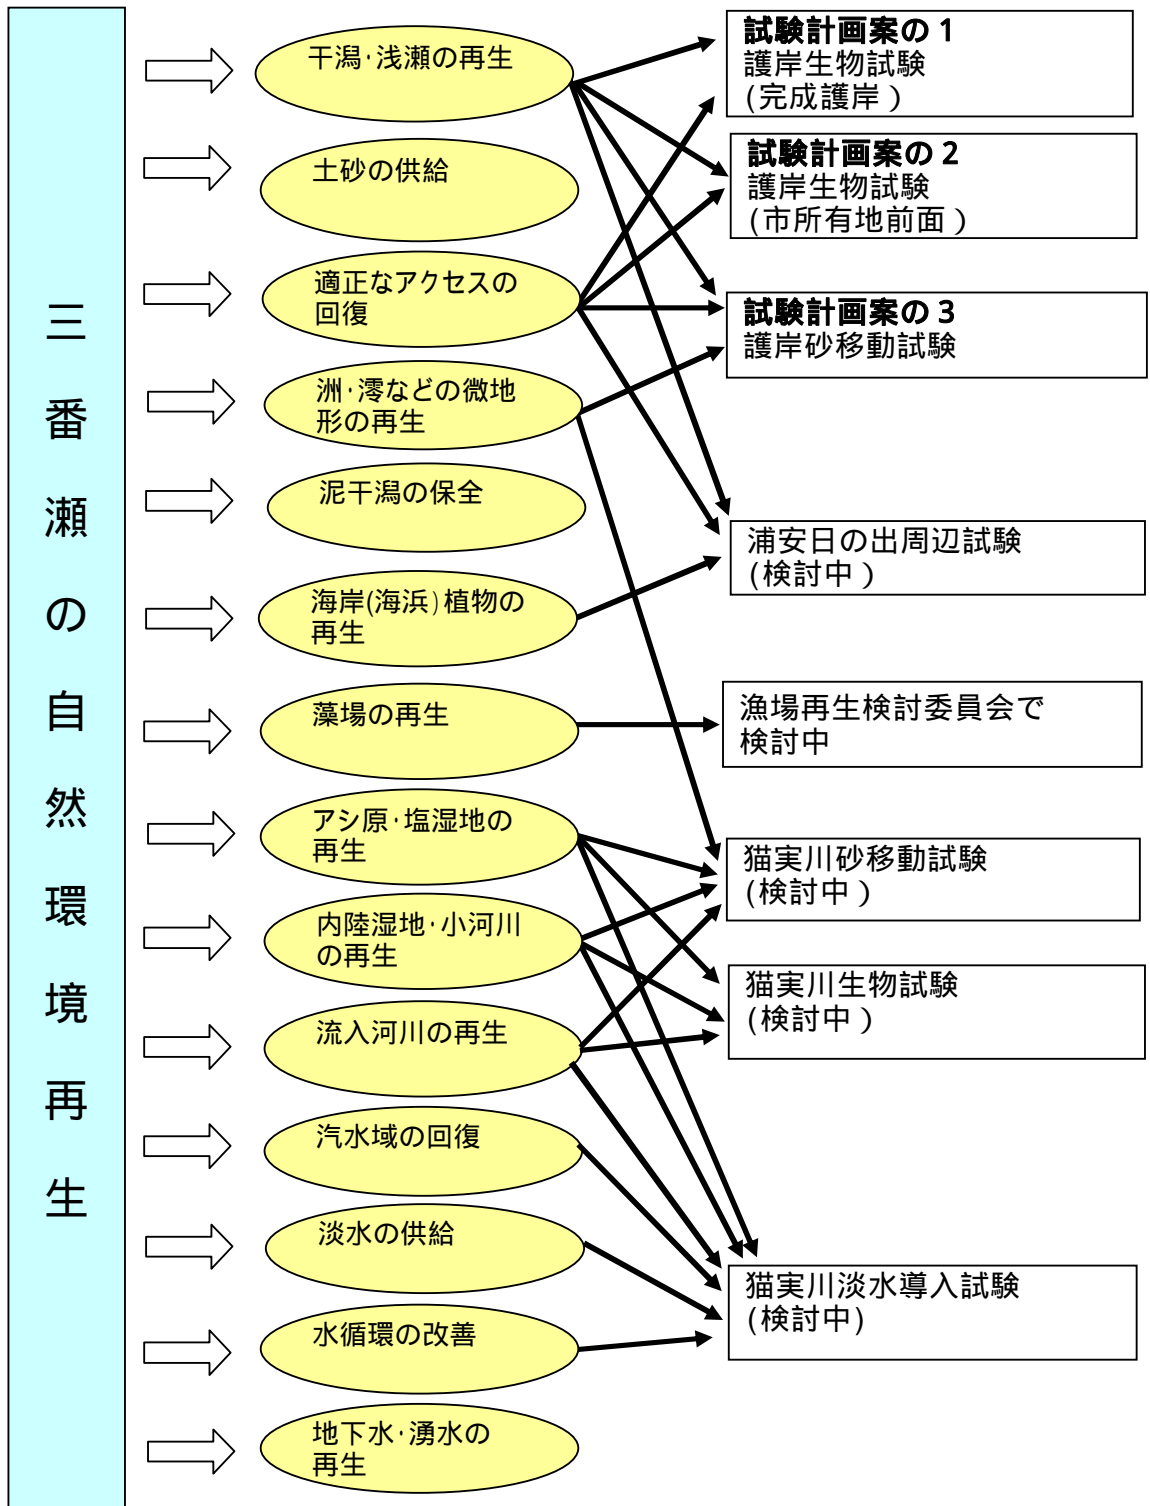 三番瀬の自然環境再生
干潟·浅瀬の再生
土砂の供給
適正なアクセスの
回復
洲·澪などの微地
形の再生
泥干潟の保全
海岸(海浜)植物の
再生
藻場の再生
アシ原·塩湿地の
再生
内陸湿地·小河川
の再生
流入河川の再生
汽水域の回復
淡水の供給
水循環の改善
地下水·湧水の
再生
試験計画案の1
護岸生物試験
(完成護岸)
試験計画案の2
護岸生物試験
(市所有地前面)
試験計画案の3
護岸砂移動試験
浦安日の出周辺試験
(検討中)
漁場再生検討委員会で
検討中
猫実川砂移動試験
(検討中)
猫実川生物試験
(検討中)
猫実川淡水導入試験
(検討中)